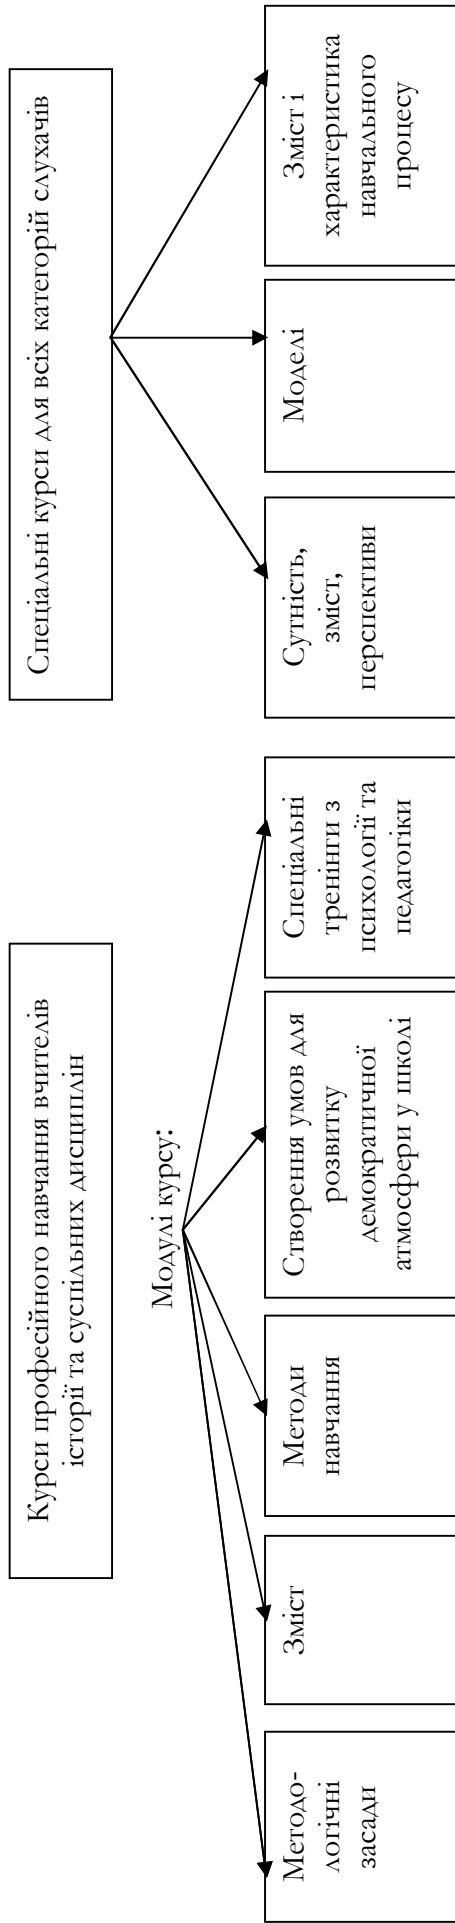 Курси професійного навчання вчителів
історії та суспільних дисциплін
Модулі курсу:
Методо-
логічні
засади
Зміст
Методи
навчання
Створення умов для
розвитку
демократичної
атмосфери у школі
Спеціальні
тренінги з
психології та
педагогіки
Спеціальні курси для всіх категорій слухачів
Сутність,
зміст,
перспективи
Моделі
Зміст і
характеристика
навчального
процесу